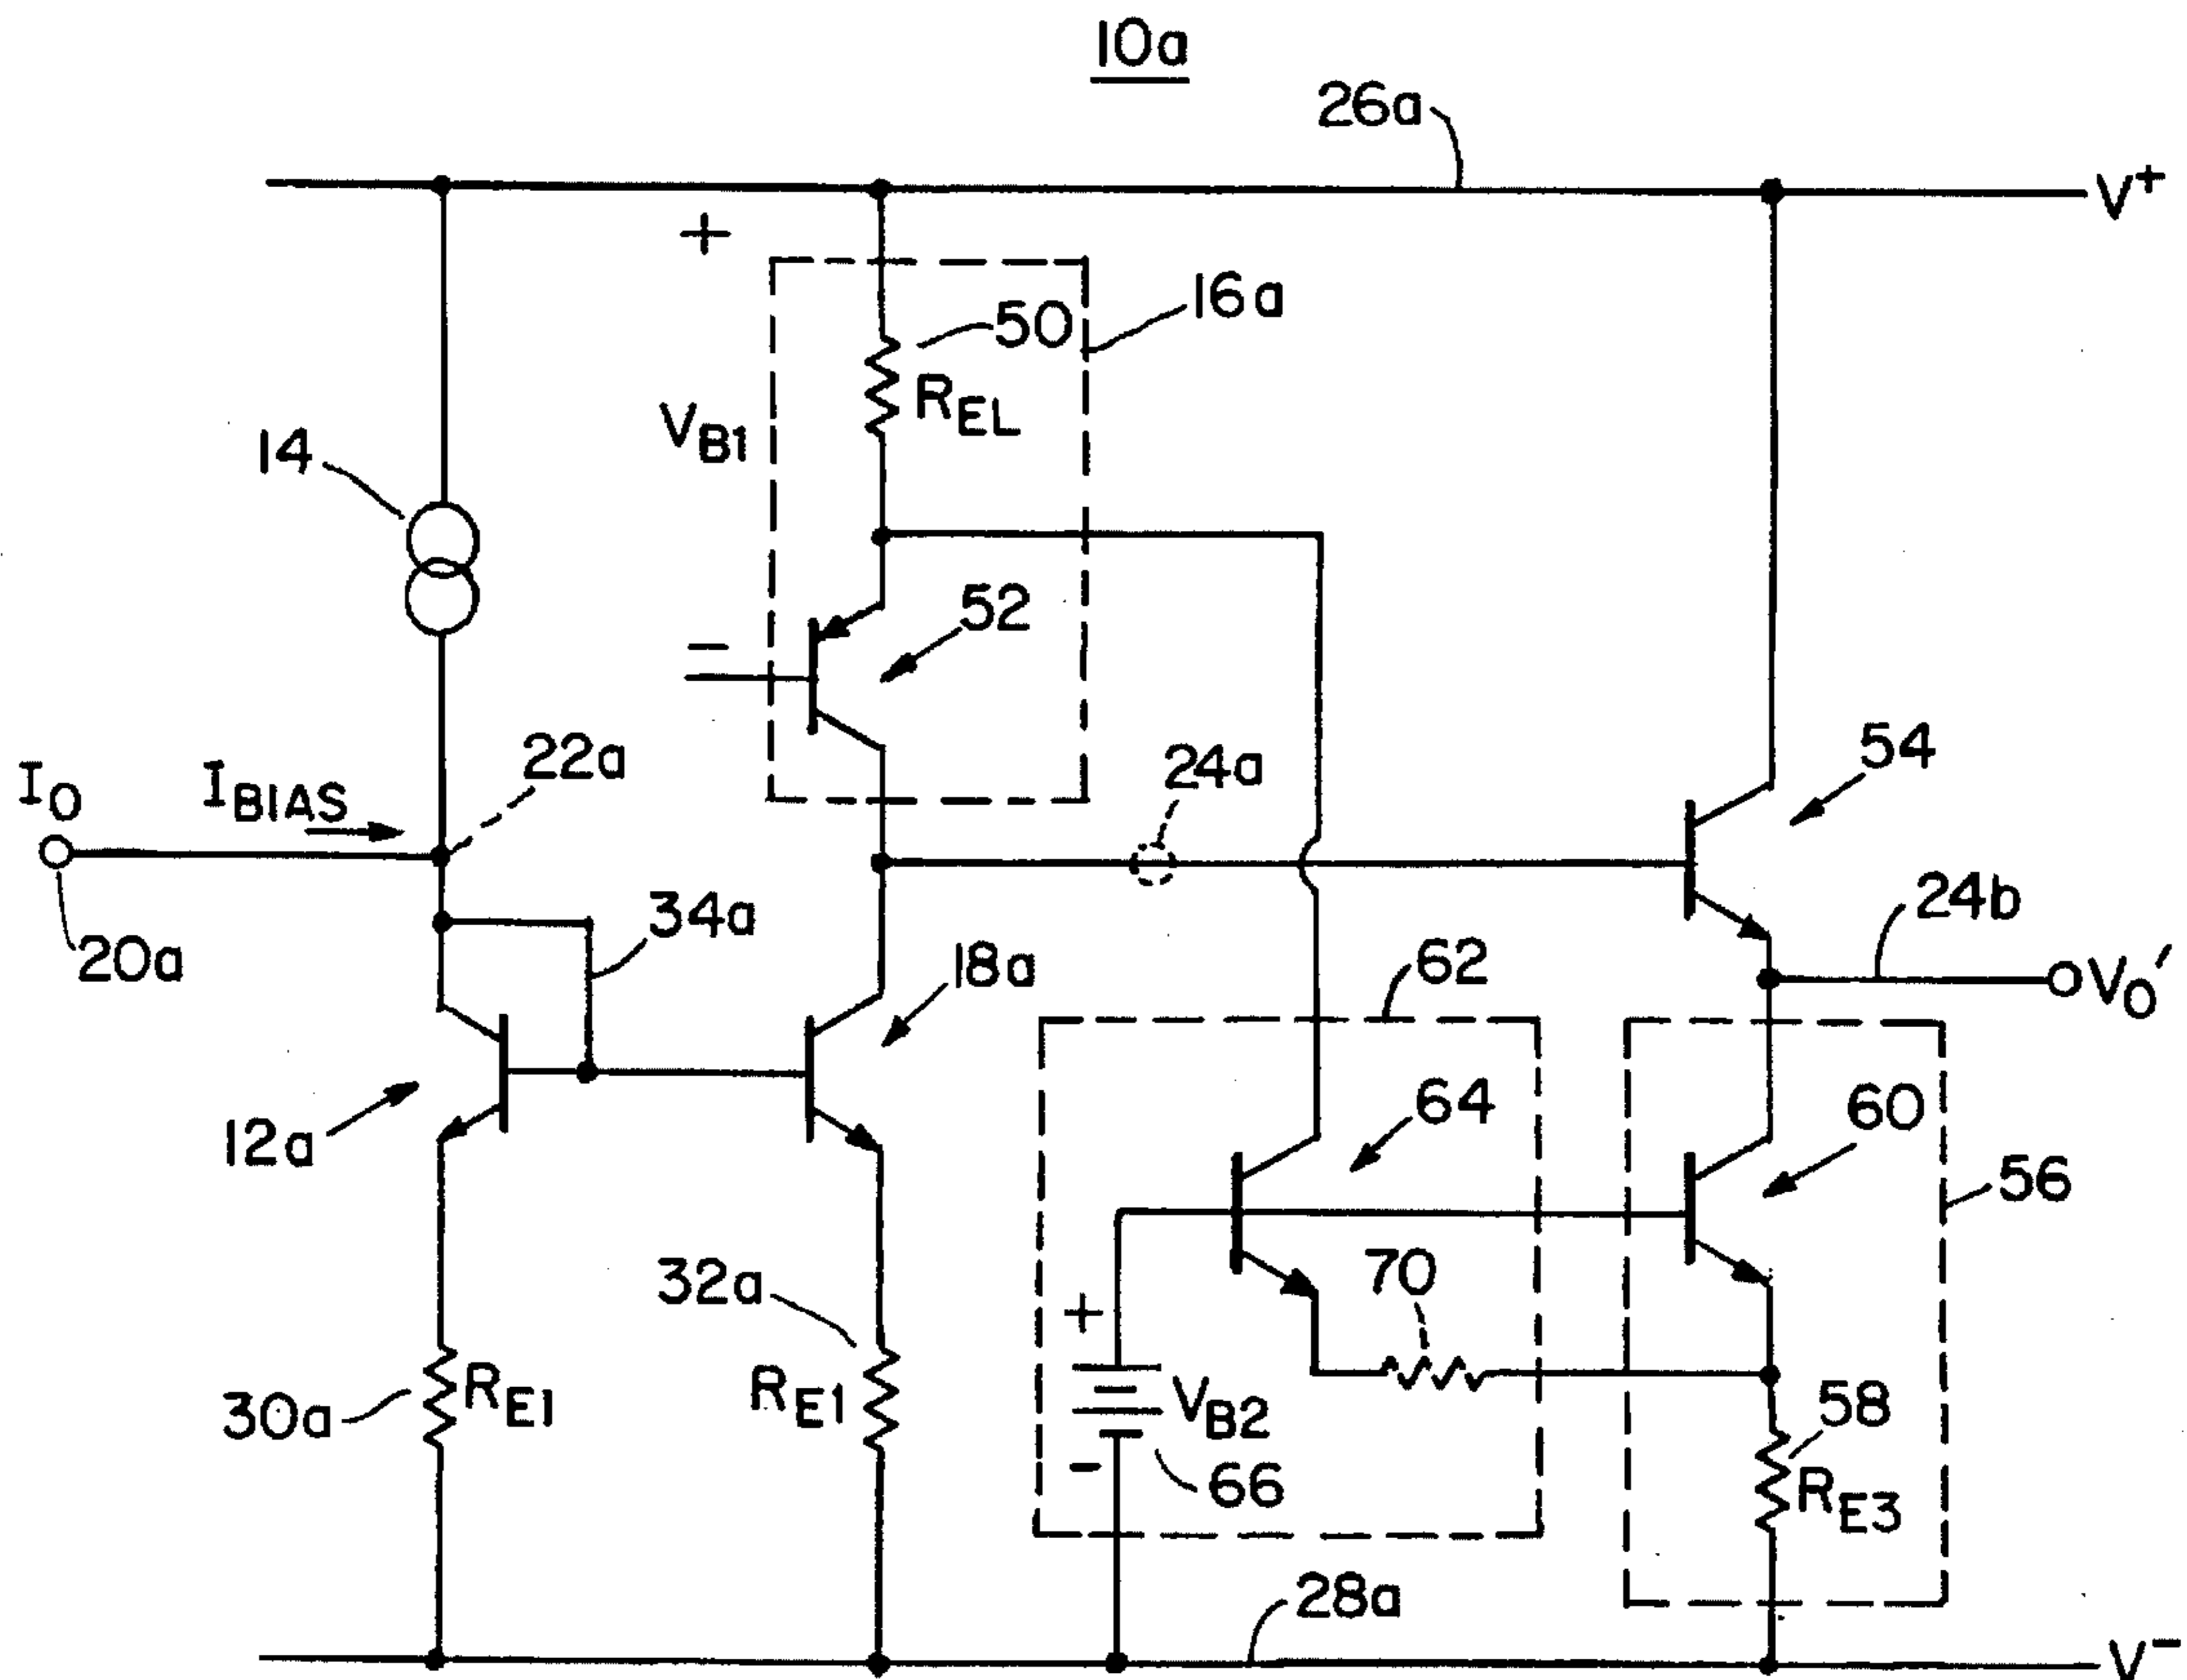 10a
26a
V+
+
16a
50
REL
VB1
14
−
52
54
IO
IBIAS
22a
24a
20a
34a
18a
62
24b
VO′
12a
64
60
56
32a
70
+
30a
RE1
RE1
VB2
58
RE3
−
66
28a
V−